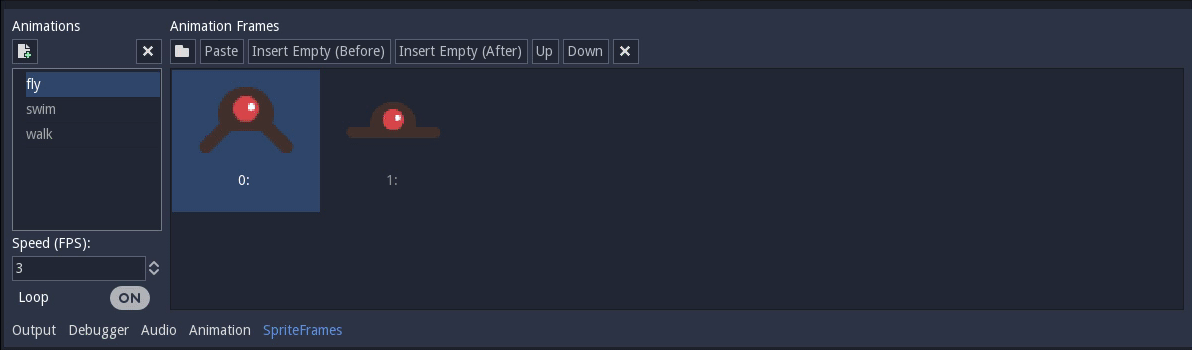 Animations
Animation Frames
Paste
Insert Empty (Before)
Insert Empty (After)
Up
Down
fly
swim
walk
0:
1:
Speed (FPS):
3
Loop
ON
Output
Debugger
Audio
Animation
SpriteFrames